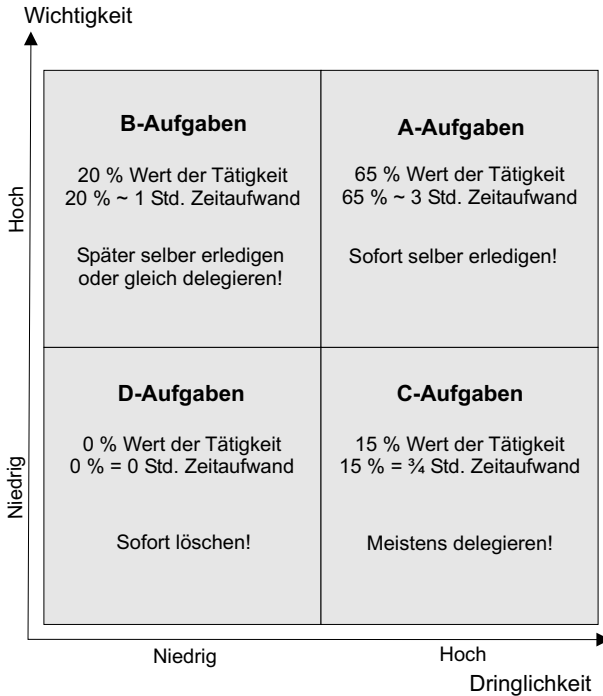 Wichtigkeit
Hoch
B-Aufgaben
20 % Wert der Tätigkeit
20 % ~ 1 Std. Zeitaufwand
Später selber erledigen
oder gleich delegieren!
A-Aufgaben
65 % Wert der Tätigkeit
65 % ~ 3 Std. Zeitaufwand
Sofort selber erledigen!
Niedrig
D-Aufgaben
0 % Wert der Tätigkeit
0 % = 0 Std. Zeitaufwand
Sofort löschen!
C-Aufgaben
15 % Wert der Tätigkeit
15 % = ¾ Std. Zeitaufwand
Meistens delegieren!
Niedrig
Hoch
Dringlichkeit